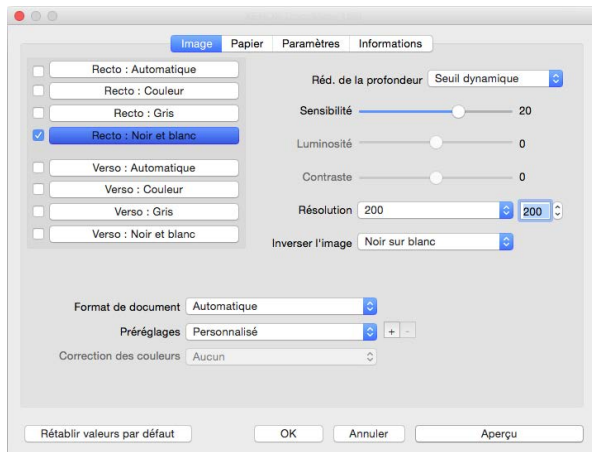 Image Papier Paramètres Informations
Recto : Automatique
Recto : Couleur
Recto : Gris
Recto : Noir et blanc
Verso : Automatique
Verso : Couleur
Verso : Gris
Verso : Noir et blanc
Réd. de la profondeur Seuil dynamique
Sensibilité 20
Luminosité 0
Contraste 0
Résolution 200 200
Inverser l'image Noir sur blanc
Format de document Automatique
Préréglages Personnalisé + -
Correction des couleurs Aucun
Rétablir valeurs par défaut OK Annuler Aperçu